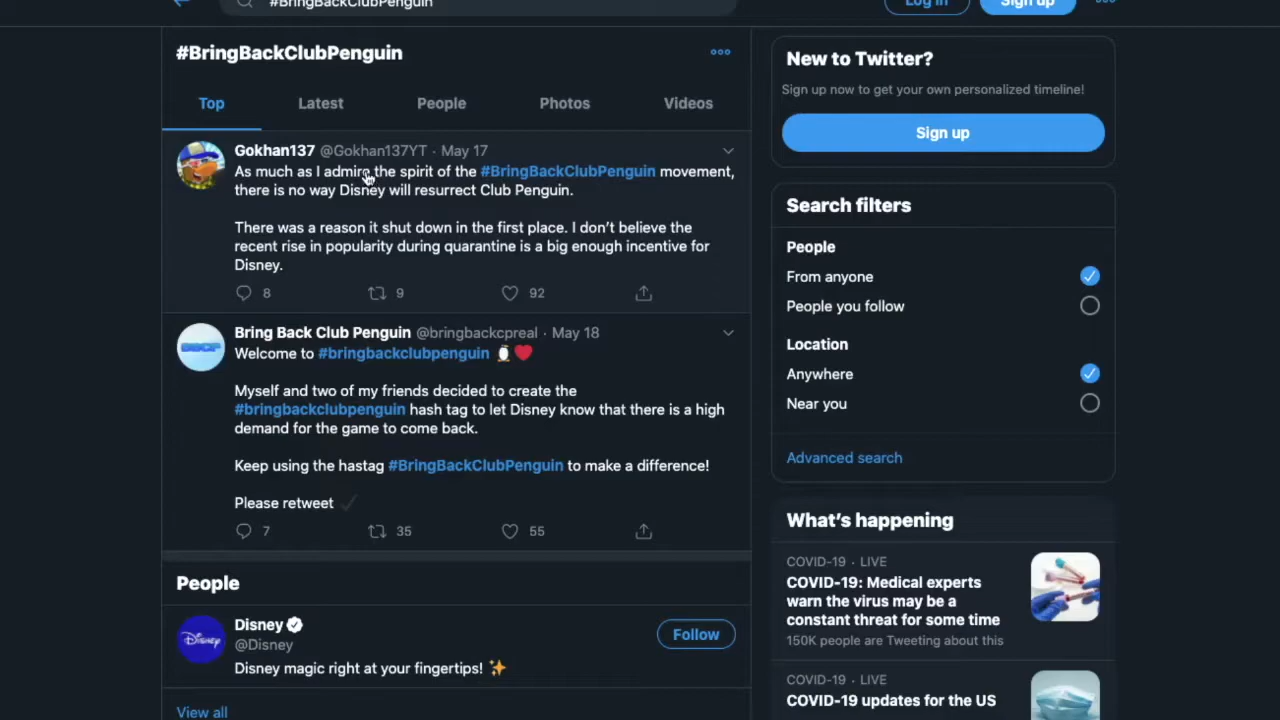 #BringBackClubPenguin
Log in
Sign up
#BringBackClubPenguin
Top
Latest
People
Photos
Videos
Gokhan137 @Gokhan137YT · May 17
As much as I admire the spirit of the #BringBackClubPenguin movement,
there is no way Disney will resurrect Club Penguin.
There was a reason it shut down in the first place. I don't believe the
recent rise in popularity during quarantine is a big enough incentive for
Disney.
8
9
92
BBCP
Bring Back Club Penguin @bringbackcpreal · May 18
Welcome to #bringbackclubpenguin 🐧❤️
Myself and two of my friends decided to create the
#bringbackclubpenguin hash tag to let Disney know that there is a high
demand for the game to come back.
Keep using the hastag #BringBackClubPenguin to make a difference!
Please retweet ✔️
7
35
55
People
Disney
Disney
@Disney
Disney magic right at your fingertips! ✨
Follow
View all
New to Twitter?
Sign up now to get your own personalized timeline!
Sign up
Search filters
People
From anyone
People you follow
Location
Anywhere
Near you
Advanced search
What's happening
COVID-19 · LIVE
COVID-19: Medical experts
warn the virus may be a
constant threat for some time
150K people are Tweeting about this
COVID-19 · LIVE
COVID-19 updates for the US